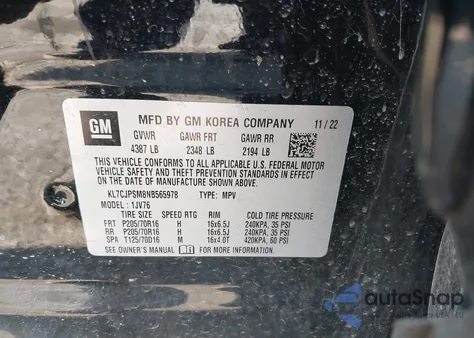 GM
MFD BY GM KOREA COMPANY 11/22
GVWR GAWR FRT GAWR RR
4387 LB 2348 LB 2194 LB
THIS VEHICLE CONFORMS TO ALL APPLICABLE U.S. FEDERAL MOTOR
VEHICLE SAFETY AND THEFT PREVENTION STANDARDS IN EFFECT ON THE
DATE OF MANUFACTURE SHOWN ABOVE.
KL7CJPSM8NB565978 TYPE: MPV
MODEL: 1JV76
TIRE SIZE SPEED RTG RIM COLD TIRE PRESSURE
FRT P205/70R16 H 16x6.5J 240KPA, 35 PSI
RR P205/70R16 H 16x6.5J 240KPA, 35 PSI
SPA T125/70D16 M 16x4.0T 420KPA, 60 PSI
SEE OWNER'S MANUAL FOR MORE INFORMATION.
autoSnap